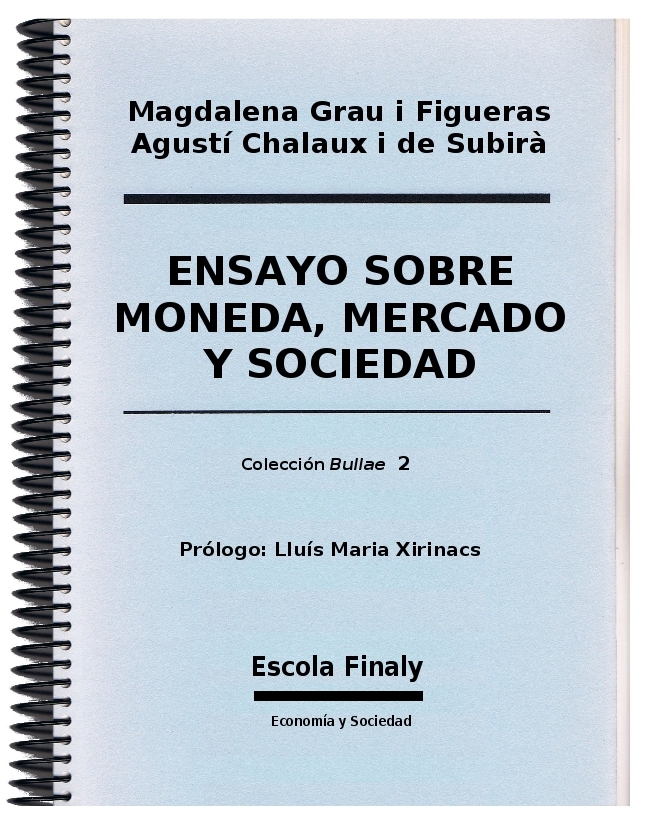 Magdalena Grau i Figueras
Agustí Chalaux i de Subirà
ENSAYO SOBRE
MONEDA, MERCADO
Y SOCIEDAD
Colección Bullae 2
Prólogo: Lluís Maria Xirinacs
Escola Finaly
Economía y Sociedad